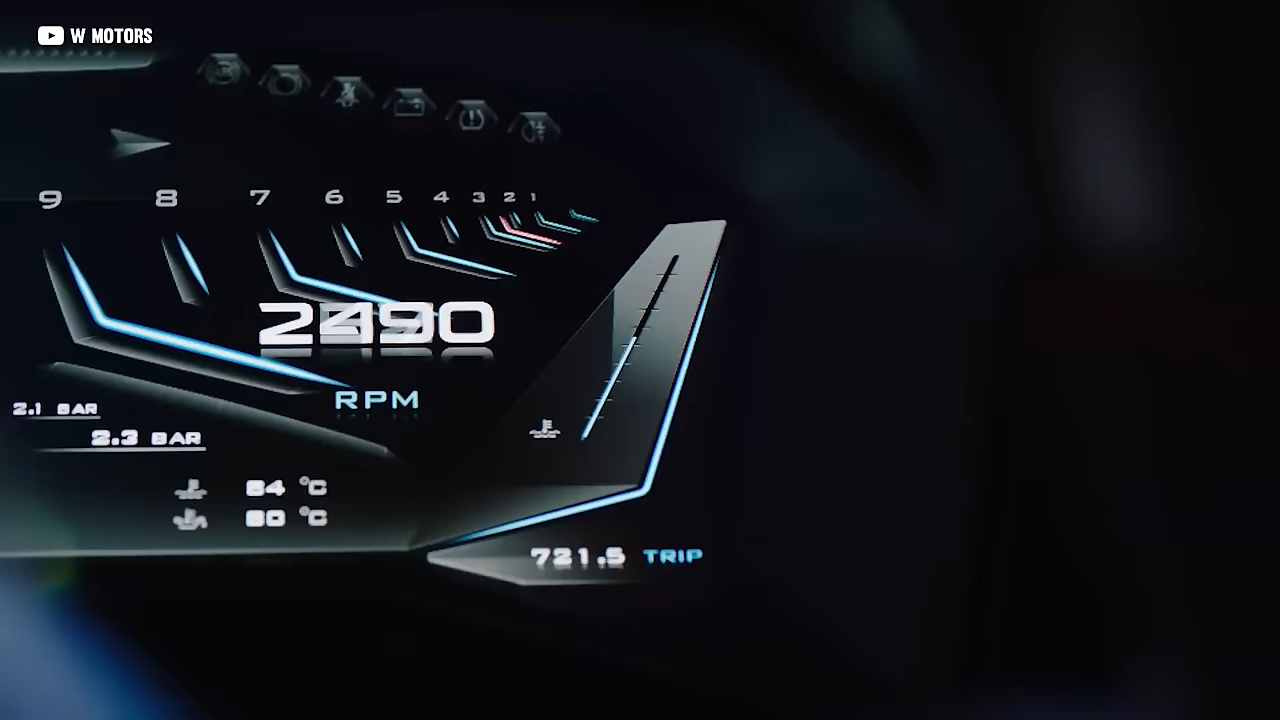 W MOTORS
9 8 7 6 5 4 3 2 1
2490
RPM
2.1 BAR
2.3 BAR
84 °C
80 °C
721.5 TRIP